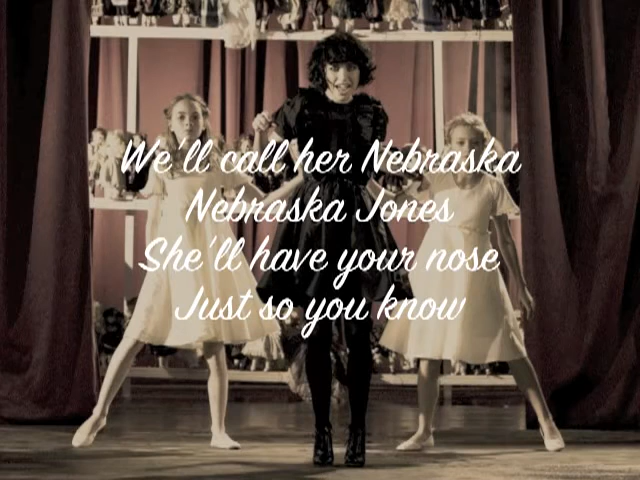 We'll call her Nebraska
Nebraska Jones
She'll have your nose
Just so you know